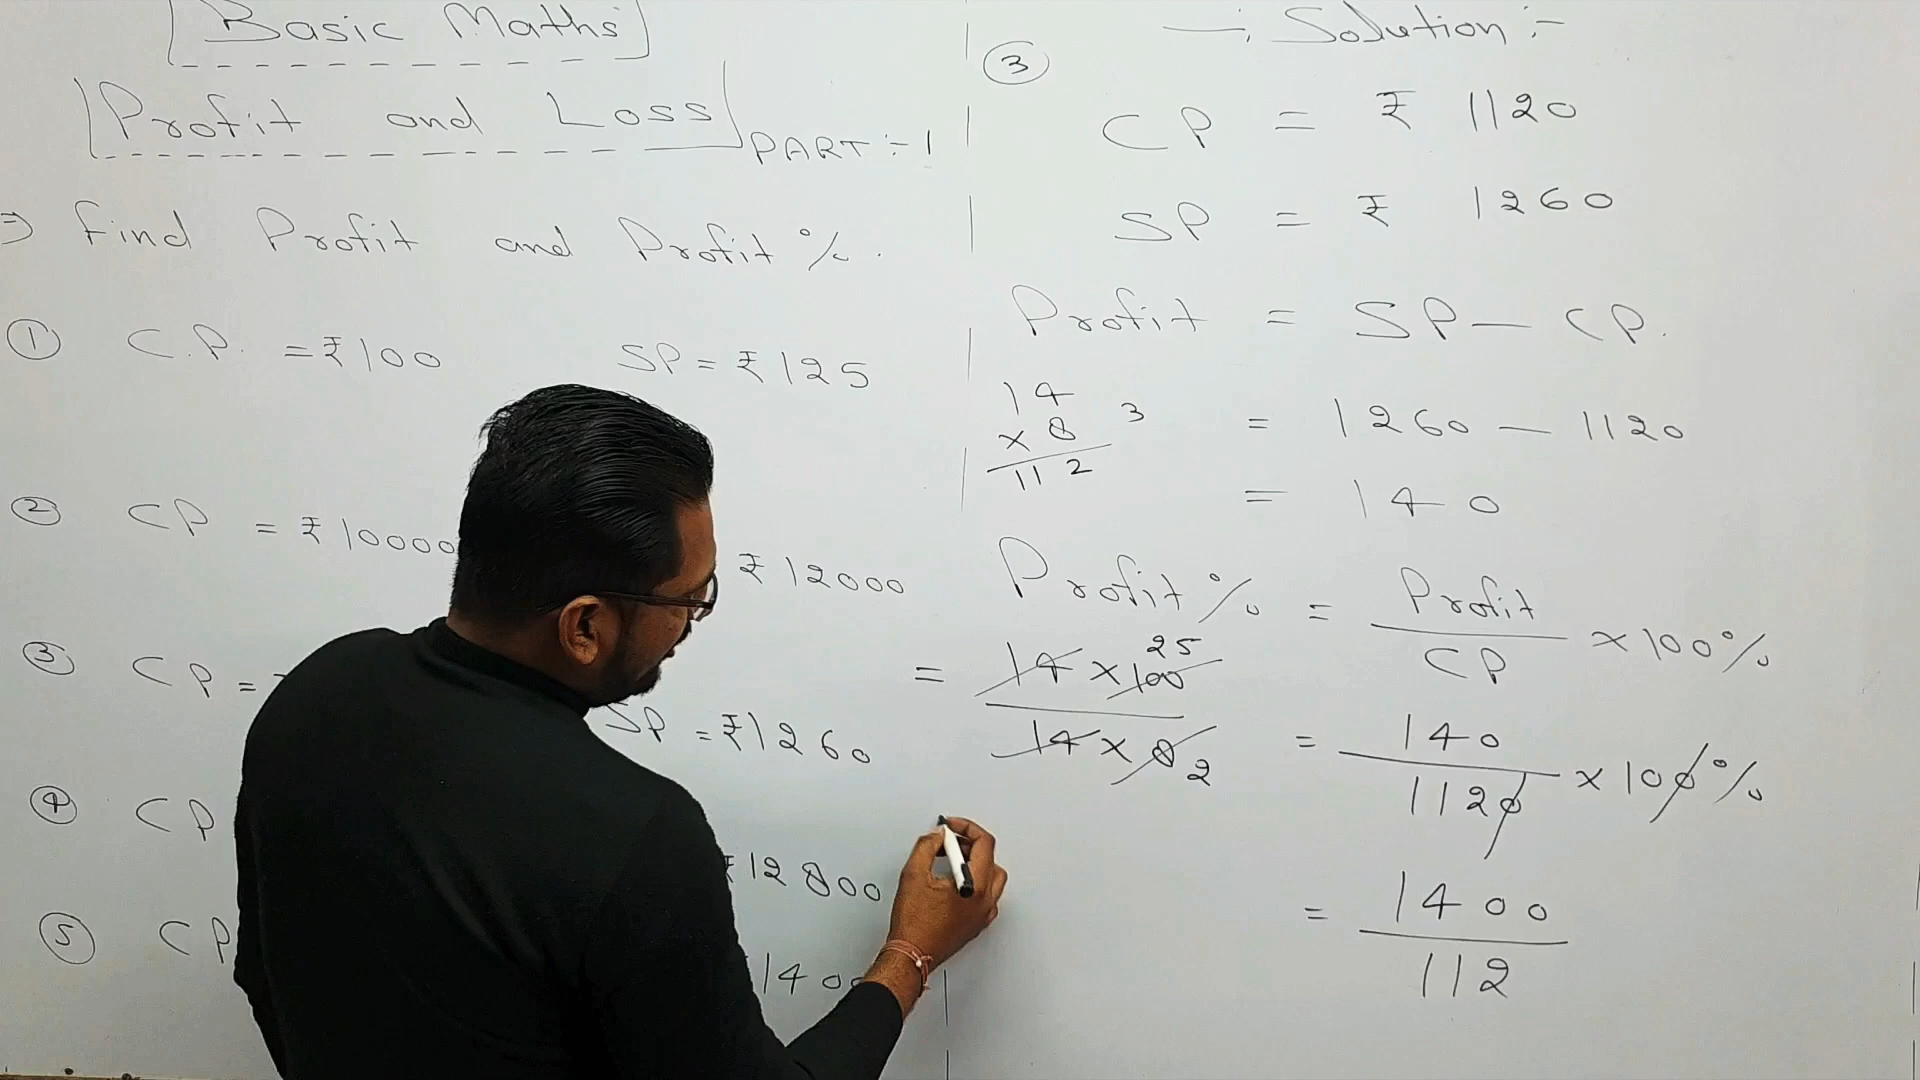 Basic Maths
Profit and Loss PART :- 1
⇒ Find Profit and Profit %.
① C.P. = ₹ 100 SP = ₹ 125
② CP = ₹ 10000 ₹ 12000
③ CP = SP = ₹ 1260
④ CP ₹ 12800
⑤ CP 1400
-: Solution :-
③
CP = ₹ 1120
SP = ₹ 1260
Profit = SP - CP.
= 1260 - 1120
= 140
14
× 8 3
112
Profit % = Profit / CP × 100 %
= 140 / 1120 × 100 %
= 1400 / 112
25
= 14 × 100
14 × 8 2